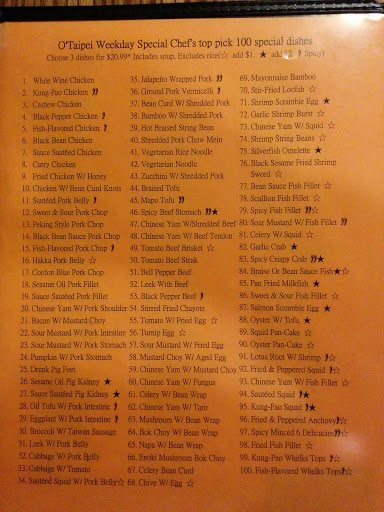 O'Taipei Weekday Special Chef's top pick 100 special dishes
Choose 3 dishes for $20.99* Includes soup, Excludes rice(☆ add $1. ★ add $2. Spicy)
1. White Wine Chicken
2. Kung-Pao Chicken
3. Cashew Chicken
4. Black Pepper Chicken
5. Fish-Flavored Chicken
6. Black Bean Chicken
7. Sauce Sautéed Chicken
8. Curry Chicken
9. Fried Chicken W/ Honey
10. Chicken W/ Bean Curd Knots
11. Sautéed Pork Belly
12. Sweet & Sour Pork Chop
13. Peking Style Pork Chop
14. Black Bean Sauce Pork Chop
15. Fish-Flavored Pork Chop
16. Hakka Pork Belly ☆
17. Cordon Blue Pork Chop
18. Sesame Oil Pork Fillet
19. Sauce Sautéed Pork Fillet
20. Chinese Yam W/ Pork Shoulder
21. Bacon W/ Mustard Choy
22. Sour Mustard W/ Pork Intestine
23. Sour Mustard W/ Pork Stomach
24. Pumpkin W/ Pork Stomach
25. Drunk Pig Feet
26. Sesame Oil Pig Kidney ★
27. Sauce Sautéed Pig Kidney ★
28. Oil Tofu W/ Pork Intestine
29. Eggplant W/ Pork Intestine
30. Broccoli W/ Taiwan Sausage
31. Leek W/ Pork Belly
32. Cabbage W/ Pork Belly
33. Cabbage W/ Tomato
34. Sautéed Squid W/ Pork Belly☆
35. Jalapeño Wrapped Pork
36. Ground Pork Vermicelli
37. Bean Curd W/ Shredded Pork
38. Bamboo W/ Shredded Pork
39. Hot Braised String Bean
40. Shredded Pork Chow Mein
41. Vegetarian Rice Noodle
42. Vegetarian Noodle
43. Zucchini W/ Shredded Pork
44. Braised Tofu
45. Mapo Tofu
46. Spicy Beef Stomach ★
47. Chinese Yam W/Shredded Beef
48. Chinese Yam W/ Beef Tendon
49. Tomato Beef Brisket ☆
50. Tomato Beef Steak
51. Bell Pepper Beef
52. Leek With Beef
53. Black Pepper Beef
54. Stirred Fried Chayote
55. Tomato W/ Fried Egg
56. Turnip Egg
57. Sour Mustard W/ Fried Egg
58. Mustard Choy W/ Aged Egg
59. Chinese Yam W/ Mustard Choy
60. Chinese Yam W/ Fungus
61. Celery W/ Bean Wrap
62. Chinese Yam W/ Taro
63. Mushroom W/ Bean Wrap
64. Bok Choy W/ Bean Wrap
65. Napa W/ Bean Wrap
66. Enoki Mushroom Bok Choy
67. Celery Bean Curd
68. Chive W/ Egg
69. Mayonnaise Bamboo
70. Stir-Fried Loofah ☆
71. Shrimp Scramble Egg ★
72. Garlic Shrimp Burst ☆
73. Chinese Yam W/ Squid ☆
74. Shrimp String Beans ☆
75. Silverfish Omelette ★
76. Black Sesame Fried Shrimp
Sword ☆
77. Bean Sauce Fish Fillet ☆
78. Scallion Fish Fillet ☆
79. Spicy Fish Fillet ☆
80. Sour Mustard W/ Fish Fillet
81. Celery W/ Squid ☆
82. Garlic Crab ★
83. Spicy Crispy Crab ★
84. Braise Or Bean Sauce Fish★☆
85. Pan Fried Milkfish ★
86. Sweet & Sour Fish Fillet ☆
87. Salmon Scramble Egg ★
88. Oyster W/ Tofu ★
89. Squid Pan-Cake ☆
90. Oyster Pan-Cake ☆
91. Lotus Root W/ Shrimp ☆
92. Fried & Peppered Squid ☆
93. Chinese Yam W/ Fish Fillet ☆
94. Sautéed Squid ★
95. Kung-Pao Squid ★
96. Fried & Peppered Anchovy ☆
97. Spicy Minced 6 Delicacies ☆
98. Fried Fish Fillet ☆
99. Kung-Pao Whelks Tops ☆
100. Fish-Flavored Whelks Tops ☆